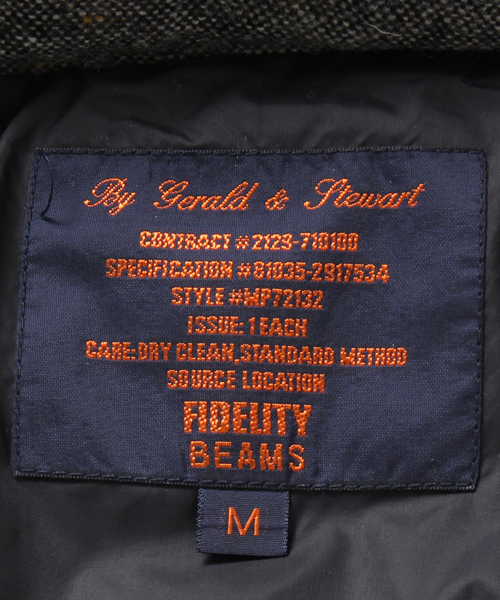 By Gerald & Stewart
CONTRACT #2129-710100
SPECIFICATION #81035-2917534
STYLE #WP72132
ISSUE: 1 EACH
CARE: DRY CLEAN, STANDARD METHOD
SOURCE LOCATION
FIDELITY
BEAMS
M